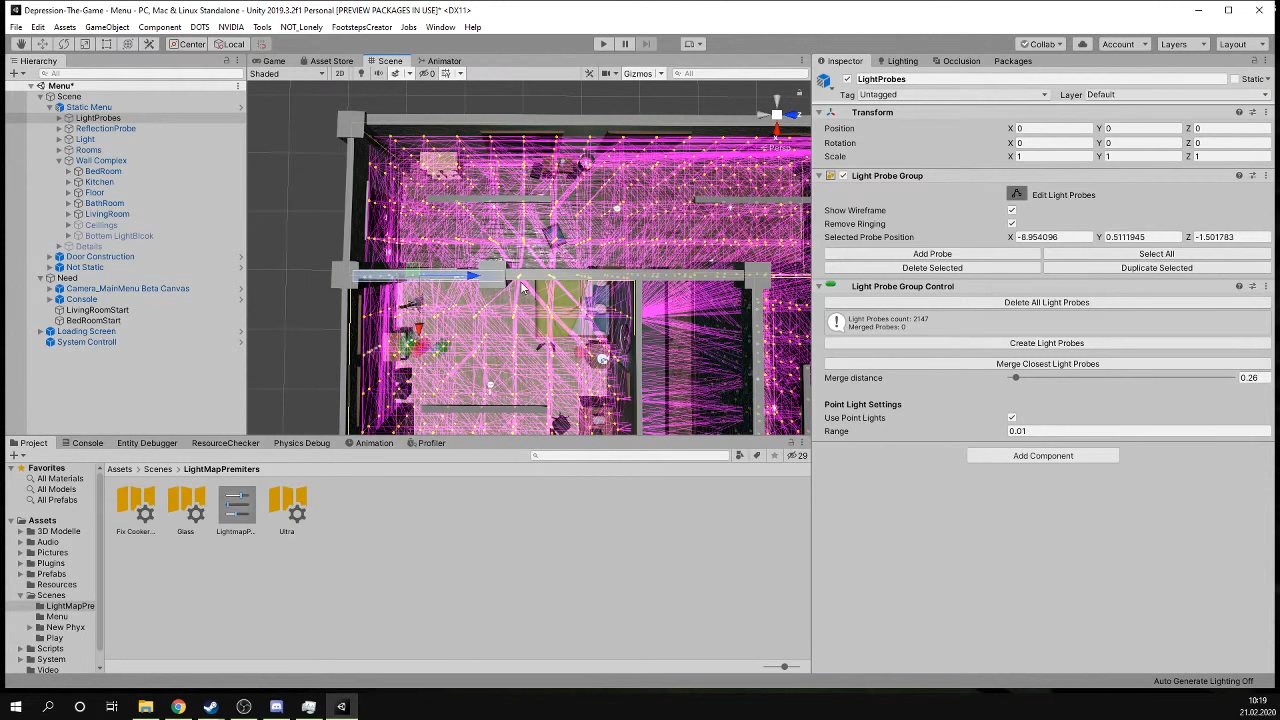 Depression-The-Game - Menu - PC, Mac & Linux Standalone - Unity 2019.3.2f1 Personal [PREVIEW PACKAGES IN USE]* <DX11>
File Edit Assets GameObject Component DOTS NVIDIA Tools NOT_Lonely FootstepsCreator Jobs Window Help
Center Local Collab Account Layers Layout
Hierarchy
All
Menu*
Scene
Static Menu
LightProbes
ReflectionProbe
Light
Rooms
Wall Complex
BedRoom
Kitchen
Floor
BathRoom
LivingRoom
Ceilings
Bottem LightBlcok
Details
Door Construction
Not Static
Need
Camera_MainMenu Beta Canvas
Console
LivingRoomStart
BedRoomStart
Loading Screen
System Controll
Game Asset Store Scene Animator
Shaded 2D 0 Gizmos All
Inspector Lighting Occlusion Packages
LightProbes Static
Tag Untagged Layer Default
Transform
Position X 0 Y 0 Z 0
Rotation X 0 Y 0 Z 0
Scale X 1 Y 1 Z 1
Light Probe Group
Edit Light Probes
Show Wireframe
Remove Ringing
Selected Probe Position X -8.954096 Y 0.5111945 Z -1.501783
Add Probe Select All
Delete Selected Duplicate Selected
Light Probe Group Control
Delete All Light Probes
Light Probes count: 2147
Merged Probes: 0
Create Light Probes
Merge Closest Light Probes
Merge distance 0.26
Point Light Settings
Use Point Lights
Range 0.01
Add Component
Project Console Entity Debugger ResourceChecker Physics Debug Animation Profiler
29
Favorites
All Materials
All Models
All Prefabs
Assets
3D Modelle
Audio
Pictures
Plugins
Prefabs
Resources
Scenes
LightMapPre
Menu
New Phyx
Play
Scripts
System
Video
Assets Scenes LightMapPremiters
Fix Cooker... Glass LightmapP... Ultra
Auto Generate Lighting Off
10:19
21.02.2020